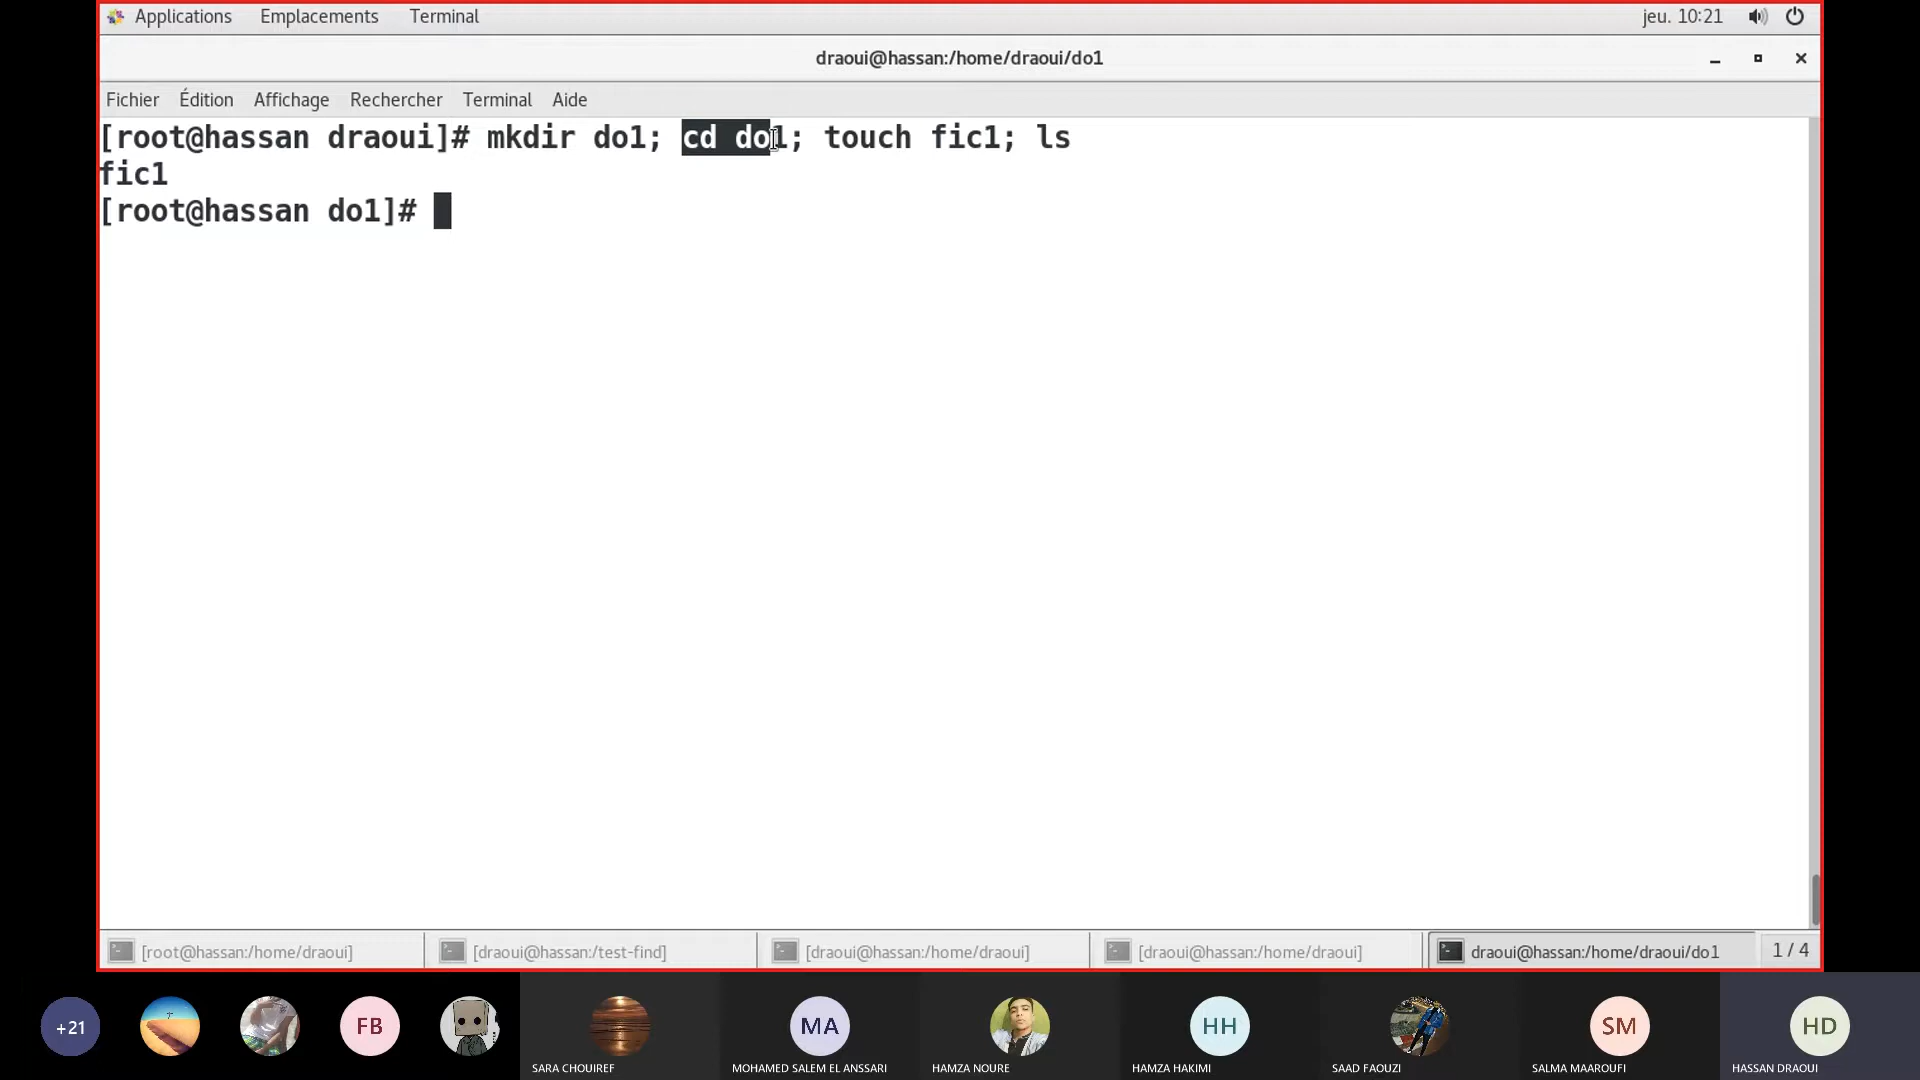 Applications Emplacements Terminal jeu. 10:21
draoui@hassan:/home/draoui/do1
Fichier Édition Affichage Rechercher Terminal Aide
[root@hassan draoui]# mkdir do1; cd do1; touch fic1; ls
fic1
[root@hassan do1]#
[root@hassan:/home/draoui] [draoui@hassan:/test-find] [draoui@hassan:/home/draoui] [draoui@hassan:/home/draoui] draoui@hassan:/home/draoui/do1 1 / 4
+21 FB MA HH SM HD
SARA CHOUIREF MOHAMED SALEM EL ANSSARI HAMZA NOURE HAMZA HAKIMI SAAD FAOUZI SALMA MAAROUFI HASSAN DRAOUI